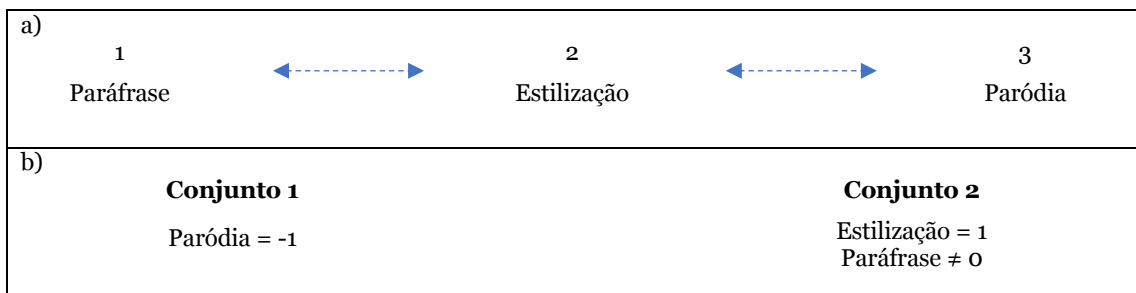 a)
1 2 3
Paráfrase Estilização Paródia
b)
Conjunto 1 Conjunto 2
Paródia = -1 Estilização = 1
Paráfrase ≠ 0